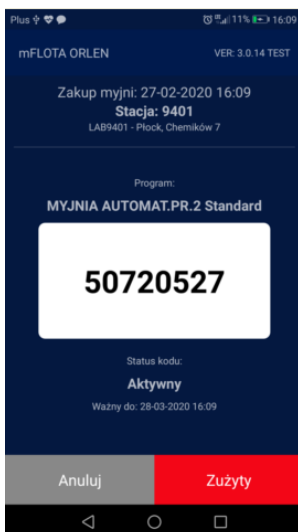 Plus 11% 16:09
mFLOTA ORLEN VER: 3.0.14 TEST
Zakup myjni: 27-02-2020 16:09
Stacja: 9401
LAB9401 - Płock, Chemików 7
Program:
MYJNIA AUTOMAT.PR.2 Standard
50720527
Status kodu:
Aktywny
Ważny do: 28-03-2020 16:09
Anuluj Zużyty